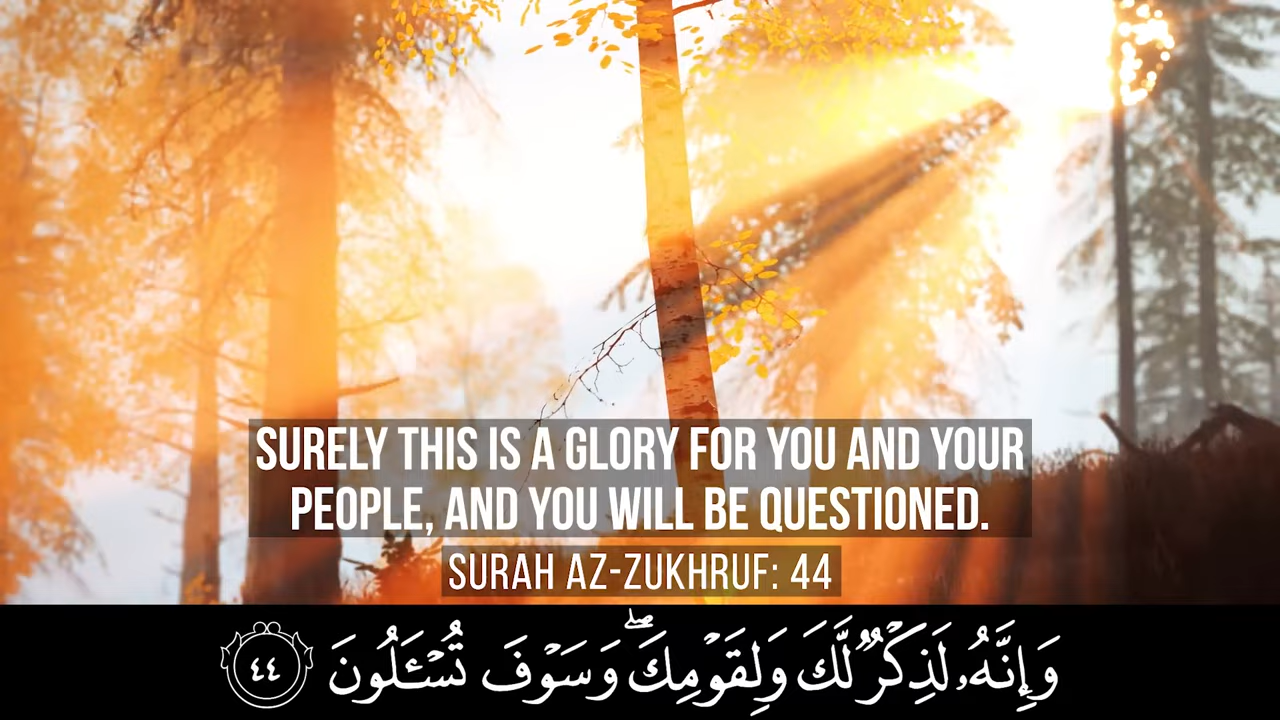 SURELY THIS IS A GLORY FOR YOU AND YOUR
PEOPLE, AND YOU WILL BE QUESTIONED.
SURAH AZ-ZUKHRUF: 44
وَإِنَّهُۥ لَذِكْرٌۭ لَّكَ وَلِقَوْمِكَ ۖ وَسَوْفَ تُسْـَٔلُونَ ٤٤